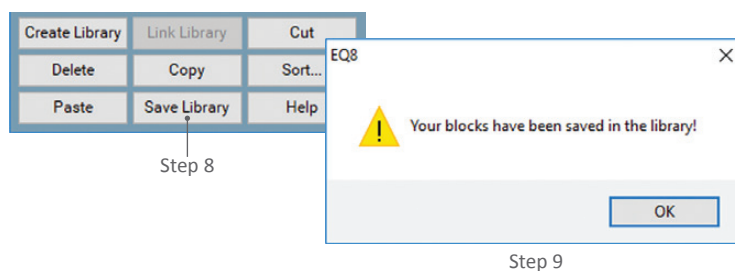 Create Library Link Library Cut
Delete Copy Sort...
Paste Save Library Help
Step 8
EQ8
Your blocks have been saved in the library!
OK
Step 9